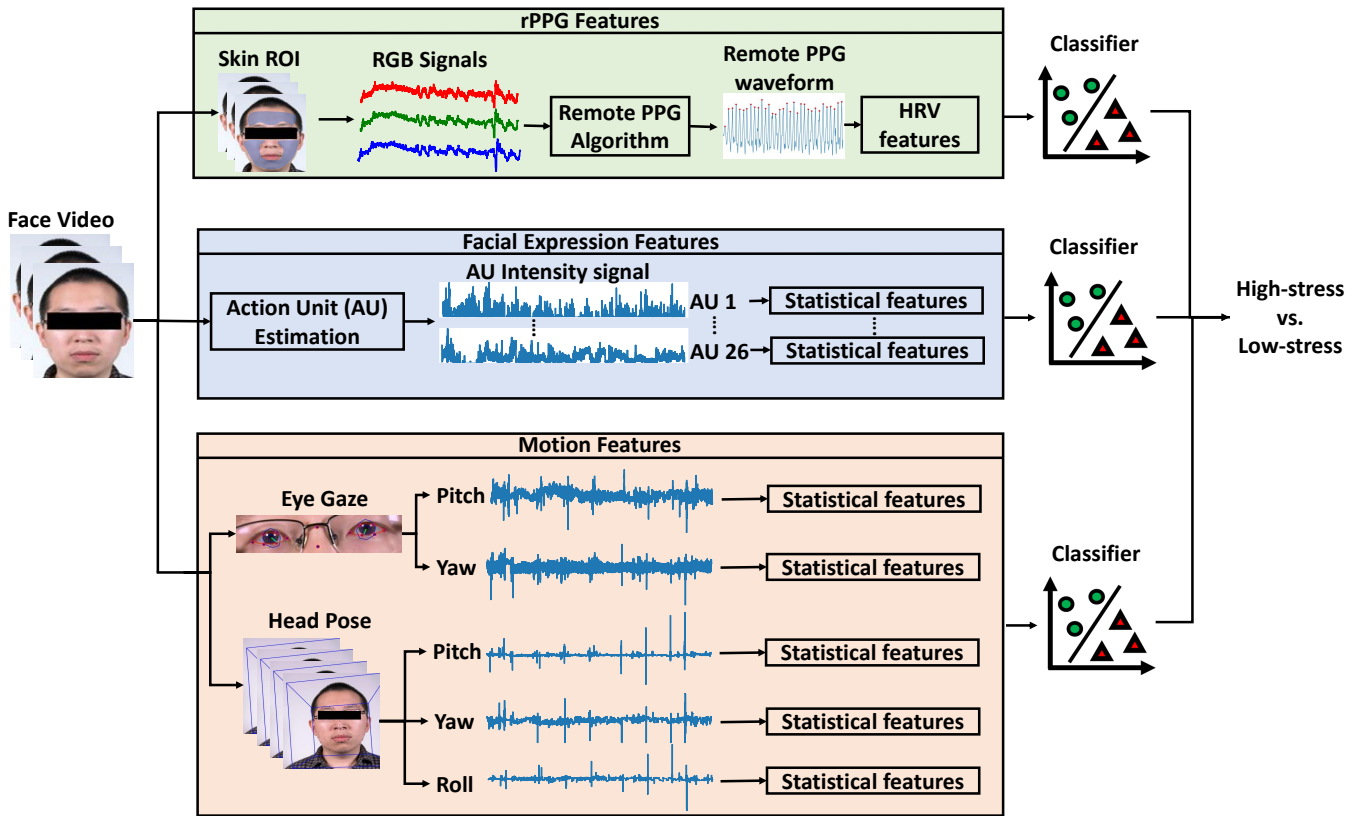 rPPG Features
Skin ROI
RGB Signals
Remote PPG
Algorithm
Remote PPG
waveform
HRV
features
Classifier
Face Video
Facial Expression Features
Action Unit (AU)
Estimation
AU Intensity signal
AU 1
Statistical features
AU 26
Statistical features
Classifier
High-stress
vs.
Low-stress
Motion Features
Eye Gaze
Pitch
Statistical features
Yaw
Statistical features
Head Pose
Pitch
Statistical features
Yaw
Statistical features
Roll
Statistical features
Classifier